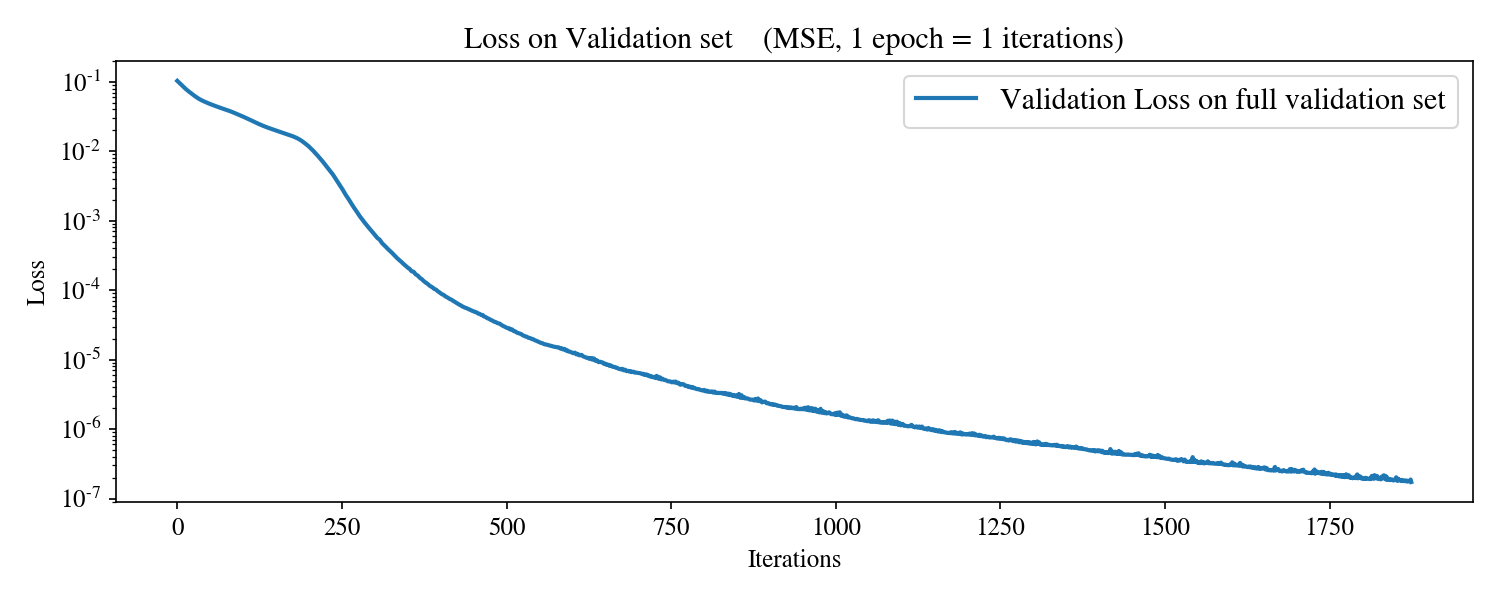 Loss on Validation set (MSE, 1 epoch = 1 iterations)
Validation Loss on full validation set
Loss
10^-1
10^-2
10^-3
10^-4
10^-5
10^-6
10^-7
0 250 500 750 1000 1250 1500 1750
Iterations